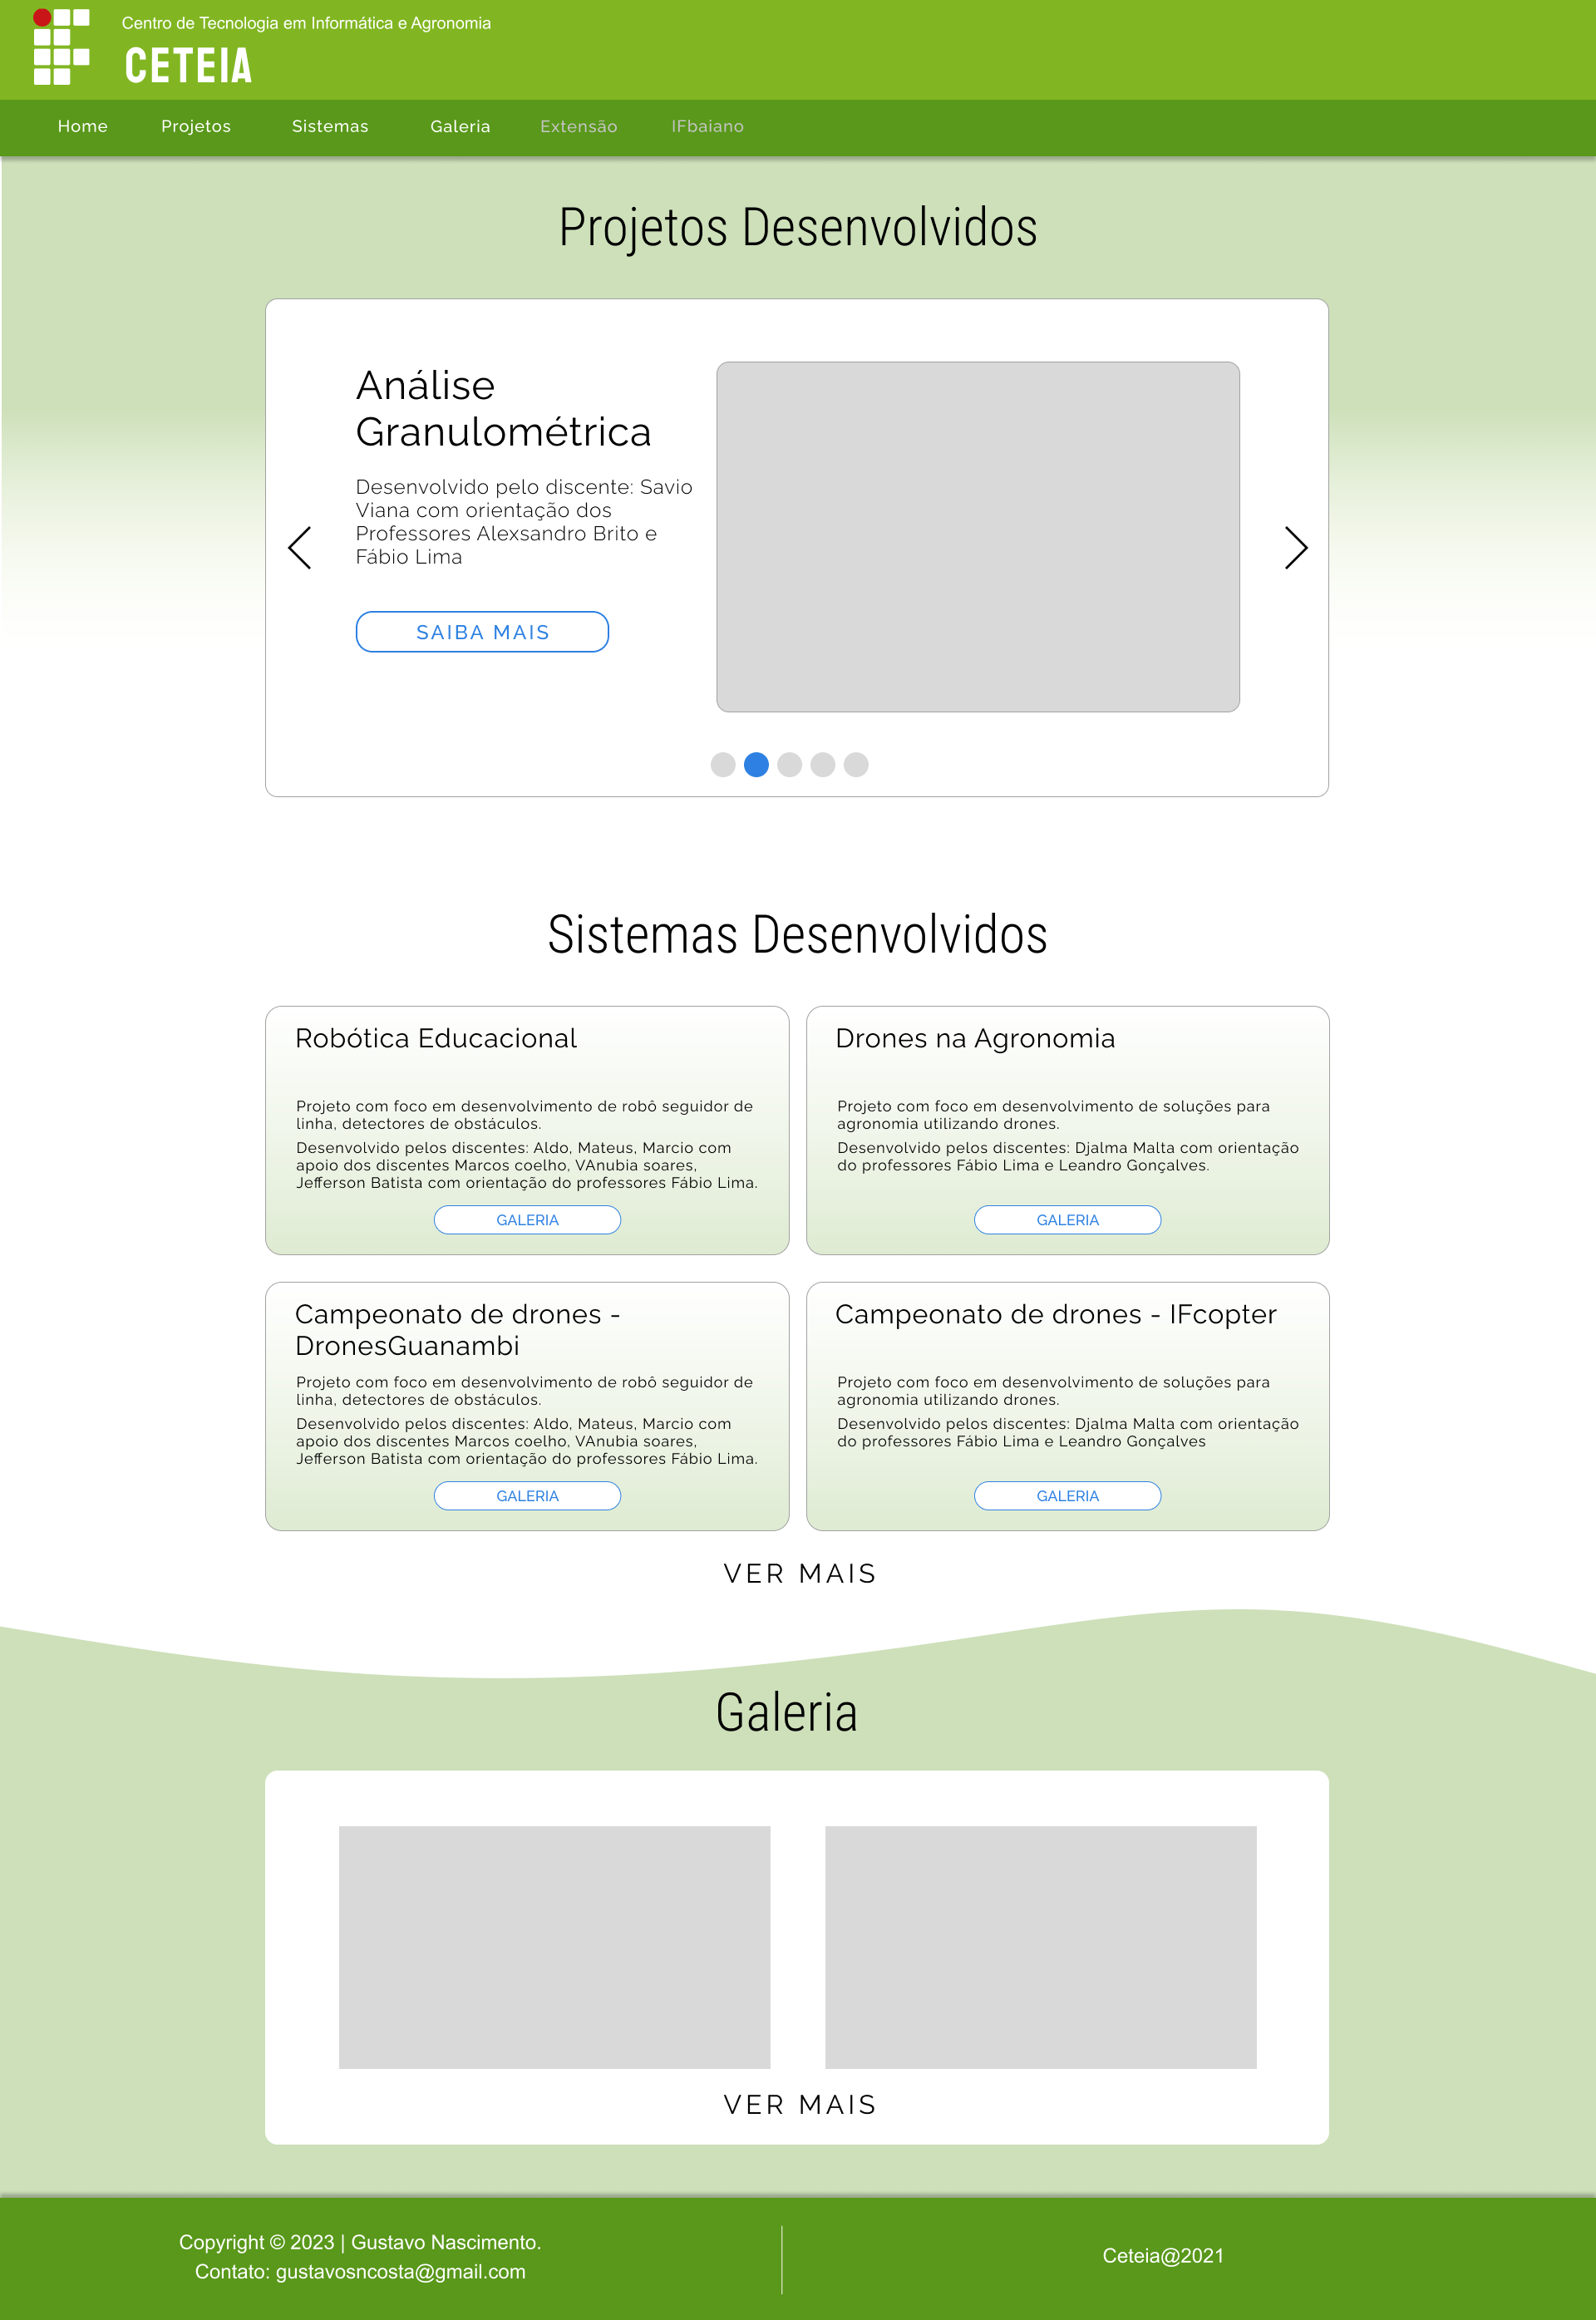 Centro de Tecnologia em Informática e Agronomia
CETEIA
Home Projetos Sistemas Galeria Extensão IFbaiano
Projetos Desenvolvidos
Análise
Granulométrica
Desenvolvido pelo discente: Savio
Viana com orientação dos
Professores Alexsandro Brito e
Fábio Lima
SAIBA MAIS
Sistemas Desenvolvidos
Robótica Educacional
Projeto com foco em desenvolvimento de robô seguidor de
linha, detectores de obstáculos.
Desenvolvido pelos discentes: Aldo, Mateus, Marcio com
apoio dos discentes Marcos coelho, VAnubia soares,
Jefferson Batista com orientação do professores Fábio Lima.
GALERIA
Drones na Agronomia
Projeto com foco em desenvolvimento de soluções para
agronomia utilizando drones.
Desenvolvido pelos discentes: Djalma Malta com orientação
do professores Fábio Lima e Leandro Gonçalves.
GALERIA
Campeonato de drones -
DronesGuanambi
Projeto com foco em desenvolvimento de robô seguidor de
linha, detectores de obstáculos.
Desenvolvido pelos discentes: Aldo, Mateus, Marcio com
apoio dos discentes Marcos coelho, VAnubia soares,
Jefferson Batista com orientação do professores Fábio Lima.
GALERIA
Campeonato de drones - IFcopter
Projeto com foco em desenvolvimento de soluções para
agronomia utilizando drones.
Desenvolvido pelos discentes: Djalma Malta com orientação
do professores Fábio Lima e Leandro Gonçalves
GALERIA
VER MAIS
Galeria
VER MAIS
Copyright © 2023 | Gustavo Nascimento.
Contato: gustavosncosta@gmail.com
Ceteia@2021